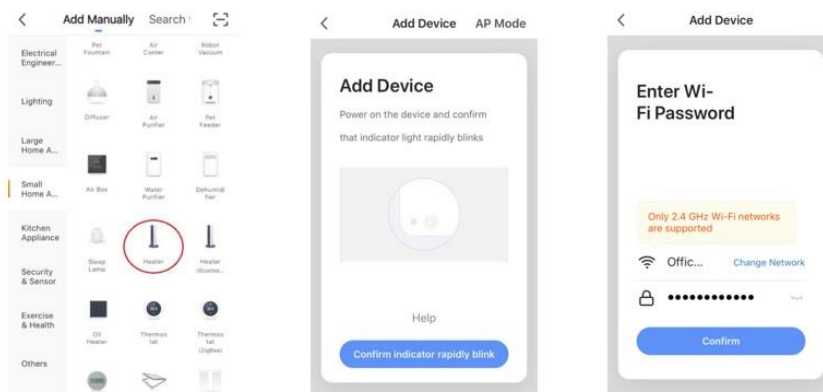 Add Manually Search
Pet
Fountain
Air
Cooler
Robot
Vacuum
Electrical
Engineer...
Diffuser
Air
Purifier
Pet
Feeder
Lighting
Large
Home A...
Air Box
Water
Purifier
Dehumidi
fier
Small
Home A...
Kitchen
Appliance
Sleep
Lamp
Heater
Heater
(Bluetoo...
Security
& Sensor
Exercise
& Health
Oil
Heater
Thermos
tat
Thermos
tat
(ZigBee)
Others
Add Device AP Mode
Add Device
Power on the device and confirm
that indicator light rapidly blinks
Help
Confirm indicator rapidly blink
Add Device
Enter Wi-
Fi Password
Only 2.4 GHz Wi-Fi networks
are supported
Offic... Change Network
Confirm